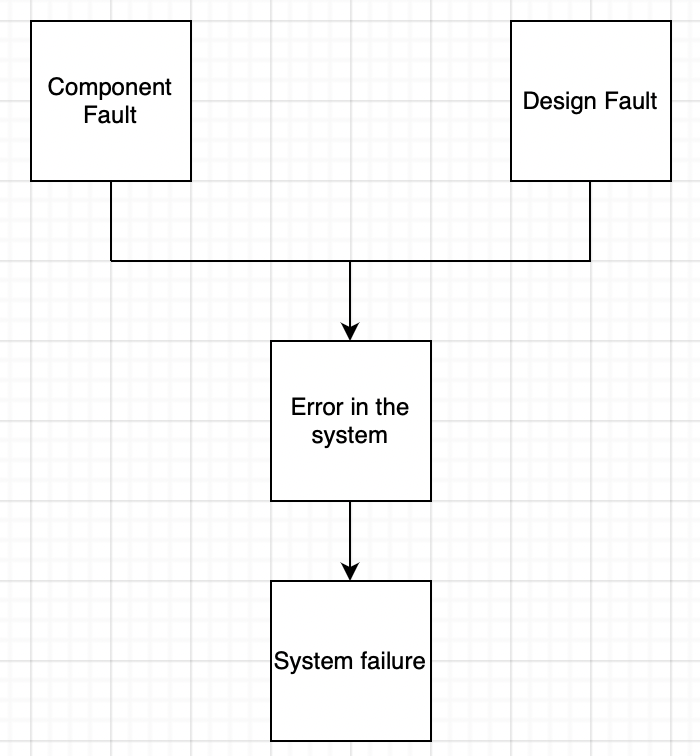 Component
Fault
Design Fault
Error in the
system
System failure